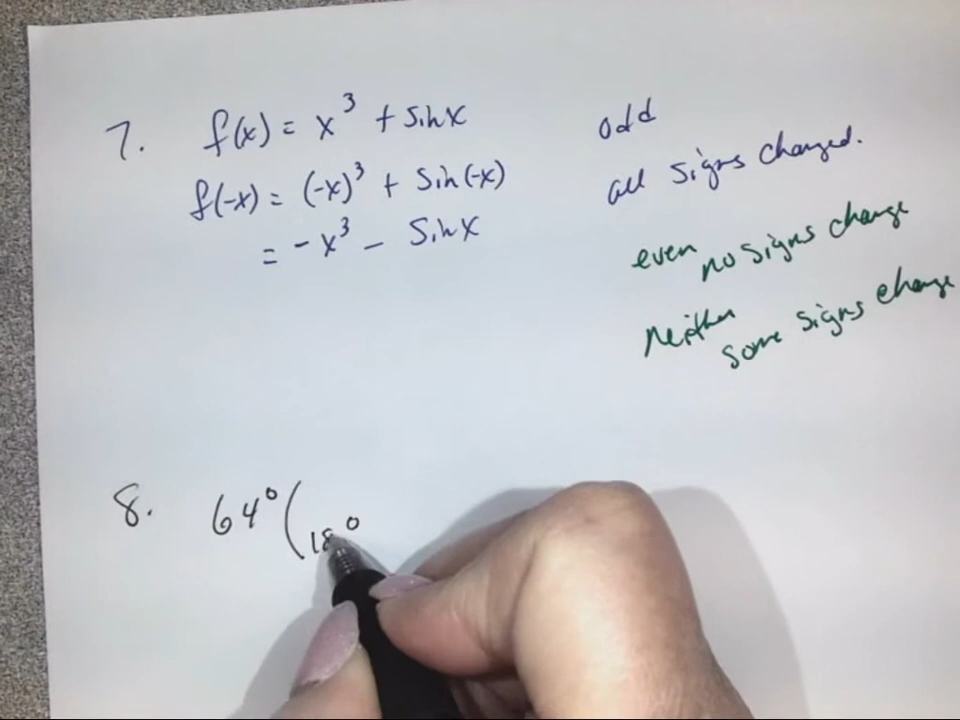 7. f(x) = x³ + sin x
f(-x) = (-x)³ + sin(-x)
= -x³ - sin x
odd
all signs changed.
even
no signs change
Neither
some signs change
8. 64° (
18°